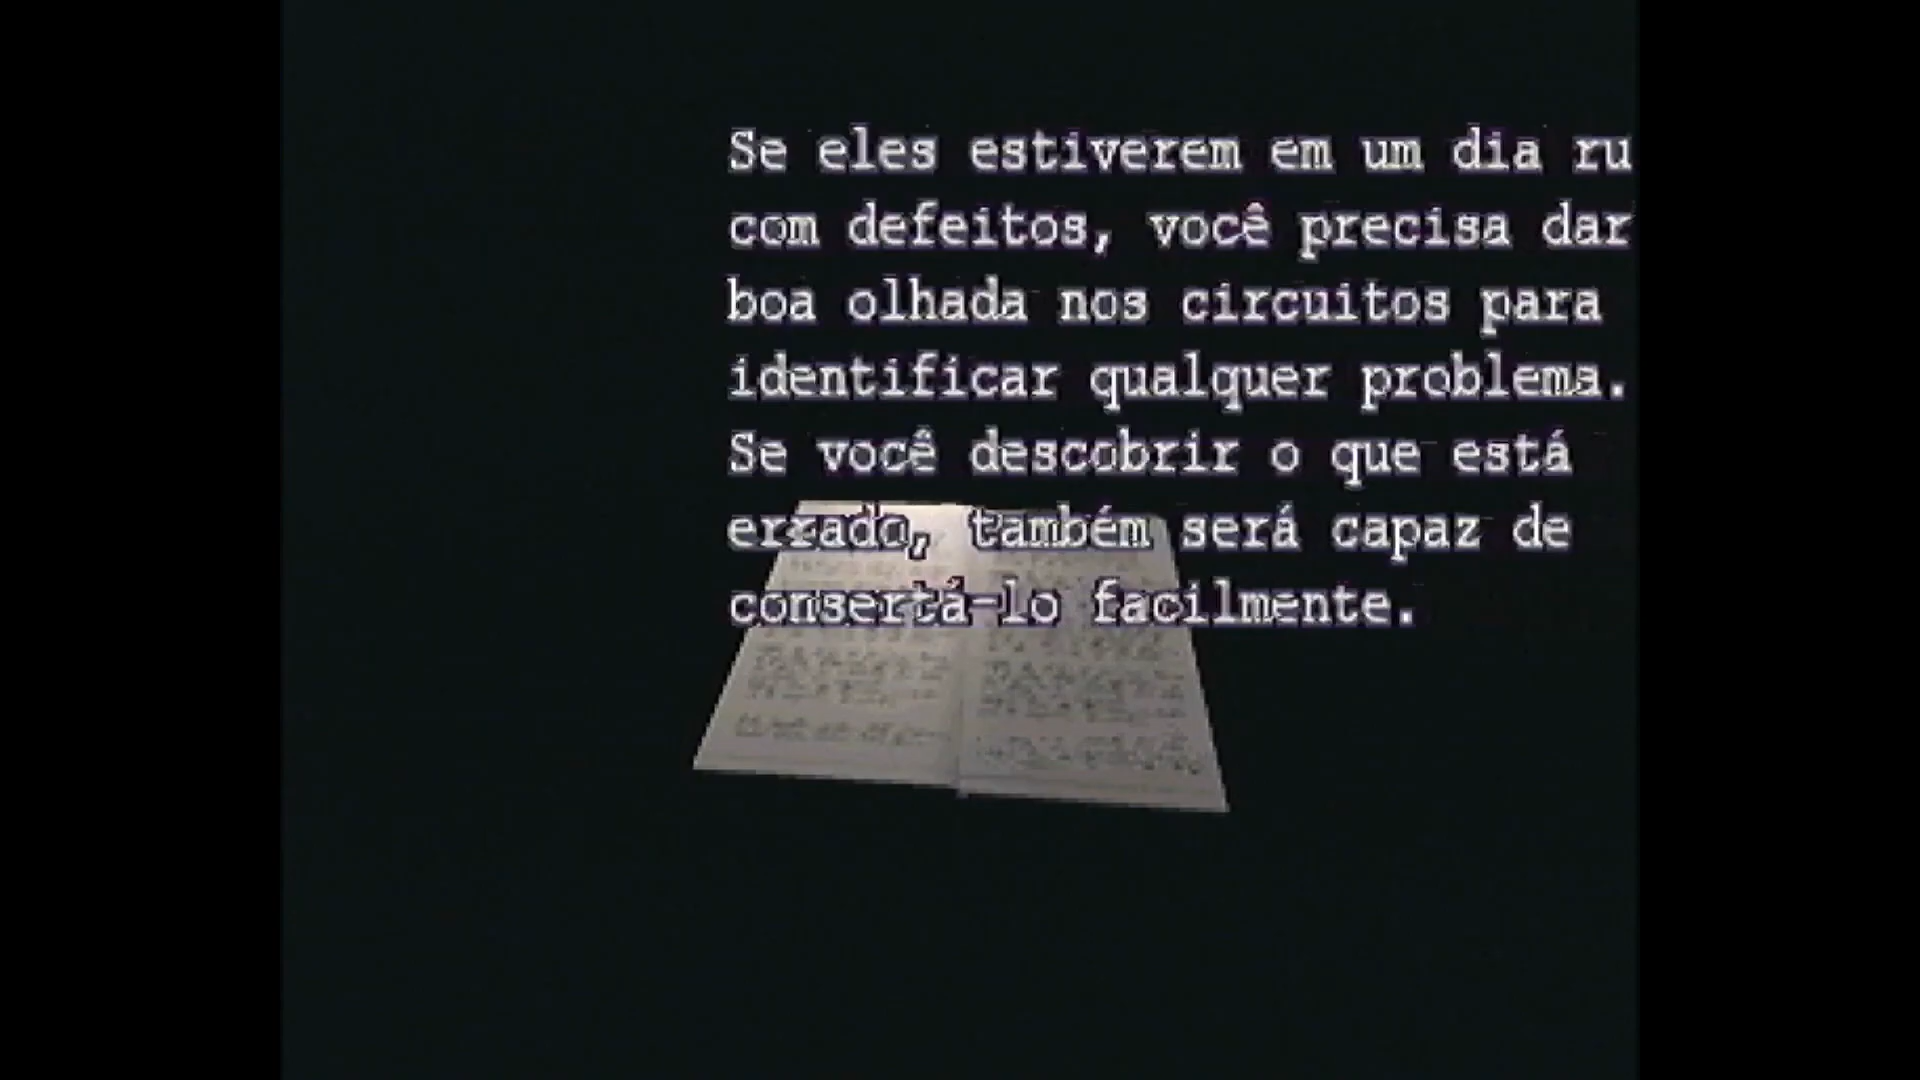 Se eles estiverem em um dia ru
com defeitos, você precisa dar
boa olhada nos circuitos para
identificar qualquer problema.
Se você descobrir o que está
errado, também será capaz de
consertá-lo facilmente.